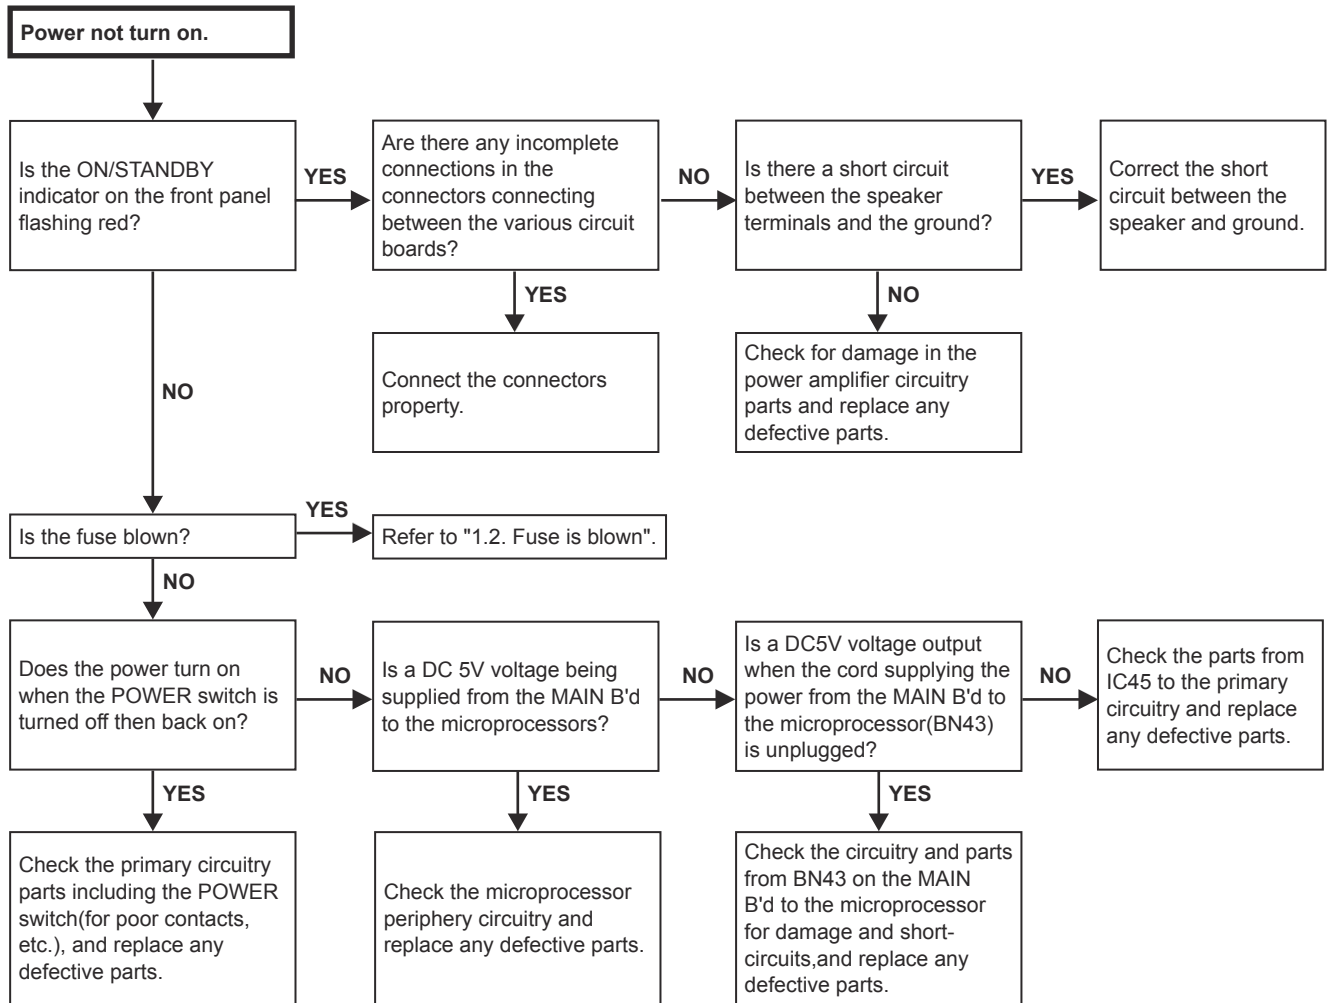 Power not turn on.
Is the ON/STANDBY
indicator on the front panel
flashing red?
YES
Are there any incomplete
connections in the
connectors connecting
between the various circuit
boards?
NO
Is there a short circuit
between the speaker
terminals and the ground?
YES
Correct the short
circuit between the
speaker and ground.
YES
Connect the connectors
property.
NO
Check for damage in the
power amplifier circuitry
parts and replace any
defective parts.
NO
Is the fuse blown?
YES
Refer to "1.2. Fuse is blown".
NO
Does the power turn on
when the POWER switch is
turned off then back on?
NO
Is a DC 5V voltage being
supplied from the MAIN B'd
to the microprocessors?
NO
Is a DC5V voltage output
when the cord supplying the
power from the MAIN B'd to
the microprocessor(BN43)
is unplugged?
NO
Check the parts from
IC45 to the primary
circuitry and replace
any defective parts.
YES
Check the primary circuitry
parts including the POWER
switch(for poor contacts,
etc.), and replace any
defective parts.
YES
Check the microprocessor
periphery circuitry and
replace any defective parts.
YES
Check the circuitry and parts
from BN43 on the MAIN
B'd to the microprocessor
for damage and short-
circuits,and replace any
defective parts.